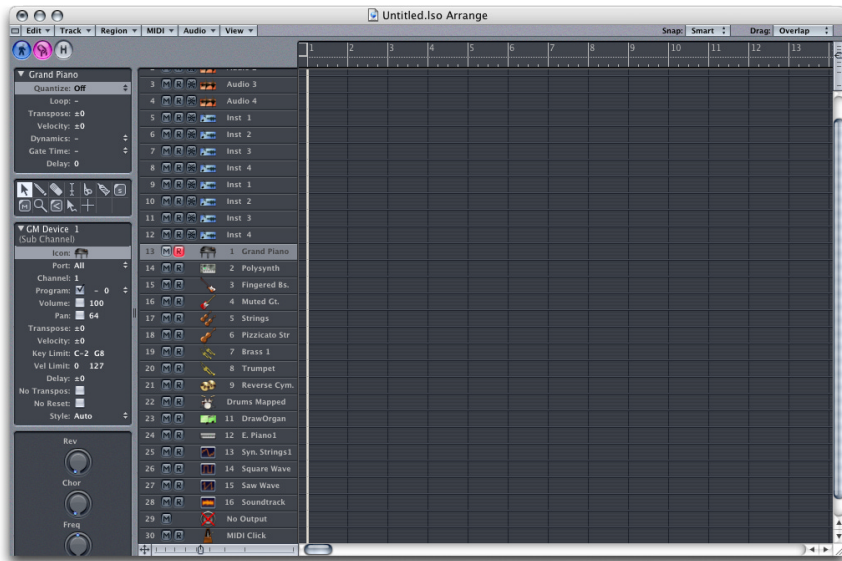 Untitled.lso Arrange
Edit Track Region MIDI Audio View Snap: Smart Drag: Overlap
H
1 2 3 4 5 6 7 8 9 10 11 12 13
Grand Piano
Quantize: Off
Loop: -
Transpose: ±0
Velocity: ±0
Dynamics: -
Gate Time: -
Delay: 0
GM Device 1
(Sub Channel)
Icon:
Port: All
Channel: 1
Program: - 0
Volume: 100
Pan: 64
Transpose: ±0
Velocity: ±0
Key Limit: C-2 G8
Vel Limit: 0 127
Delay: ±0
No Transpos:
No Reset:
Style: Auto
Rev
Chor
Freq
3 M R Audio 3
4 M R Audio 4
5 M R Inst 1
6 M R Inst 2
7 M R Inst 3
8 M R Inst 4
9 M R Inst 1
10 M R Inst 2
11 M R Inst 3
12 M R Inst 4
13 M R 1 Grand Piano
14 M R 2 Polysynth
15 M R 3 Fingered Bs.
16 M R 4 Muted Gt.
17 M R 5 Strings
18 M R 6 Pizzicato Str
19 M R 7 Brass 1
20 M R 8 Trumpet
21 M R 9 Reverse Cym.
22 M R Drums Mapped
23 M R 11 DrawOrgan
24 M R 12 E. Piano1
25 M R 13 Syn. Strings1
26 M R 14 Square Wave
27 M R 15 Saw Wave
28 M R 16 Soundtrack
29 M No Output
30 M R MIDI Click